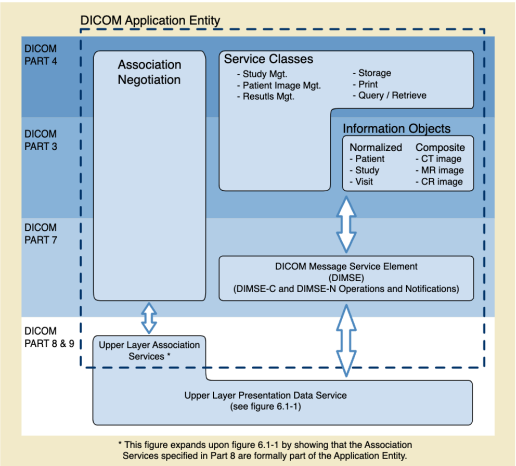 DICOM Application Entity
DICOM
PART 4
Association
Negotiation
Service Classes
- Study Mgt.
- Patient Image Mgt.
- Resutls Mgt.
- Storage
- Print
- Query / Retrieve
DICOM
PART 3
Information Objects
Normalized
- Patient
- Study
- Visit
Composite
- CT image
- MR image
- CR image
DICOM
PART 7
DICOM Message Service Element
(DIMSE)
(DIMSE-C and DIMSE-N Operations and Notifications)
DICOM
PART 8 & 9
Upper Layer Association
Services *
Upper Layer Presentation Data Service
(see figure 6.1-1)
* This figure expands upon figure 6.1-1 by showing that the Association
Services specified in Part 8 are formally part of the Application Entity.